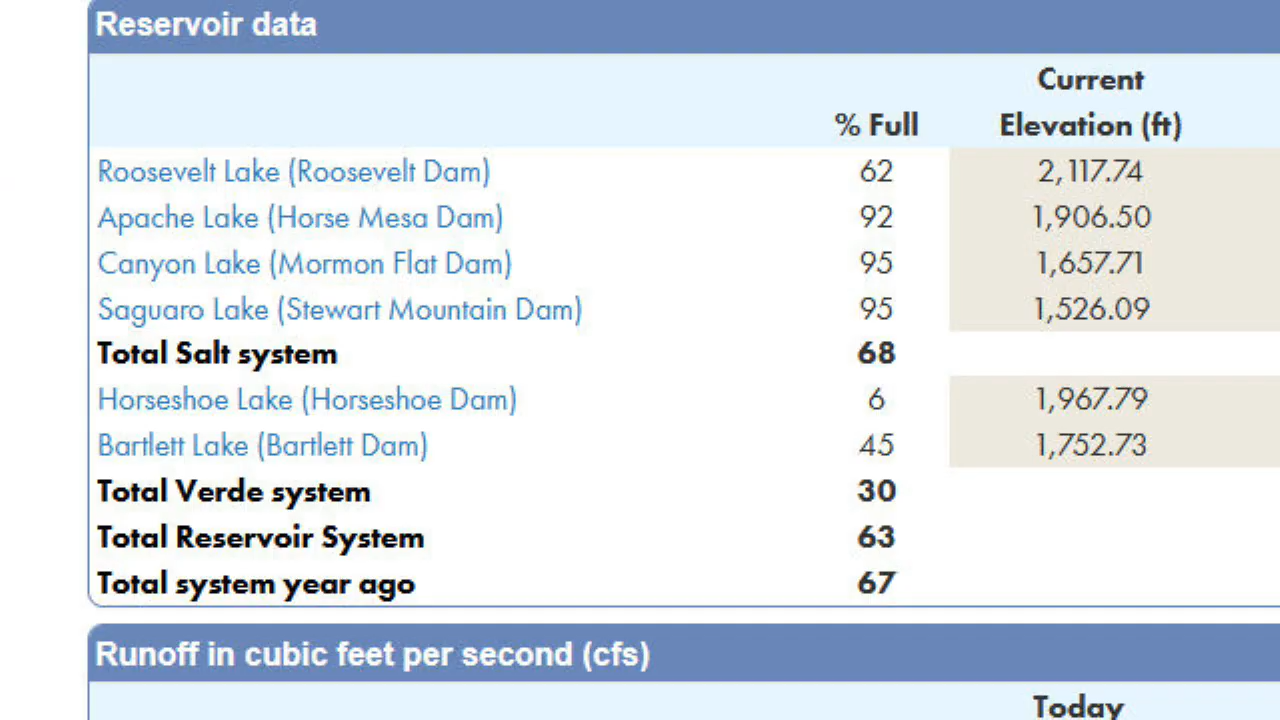 Reservoir data
Current
% Full Elevation (ft)
Roosevelt Lake (Roosevelt Dam) 62 2,117.74
Apache Lake (Horse Mesa Dam) 92 1,906.50
Canyon Lake (Mormon Flat Dam) 95 1,657.71
Saguaro Lake (Stewart Mountain Dam) 95 1,526.09
Total Salt system 68
Horseshoe Lake (Horseshoe Dam) 6 1,967.79
Bartlett Lake (Bartlett Dam) 45 1,752.73
Total Verde system 30
Total Reservoir System 63
Total system year ago 67
Runoff in cubic feet per second (cfs)
Today